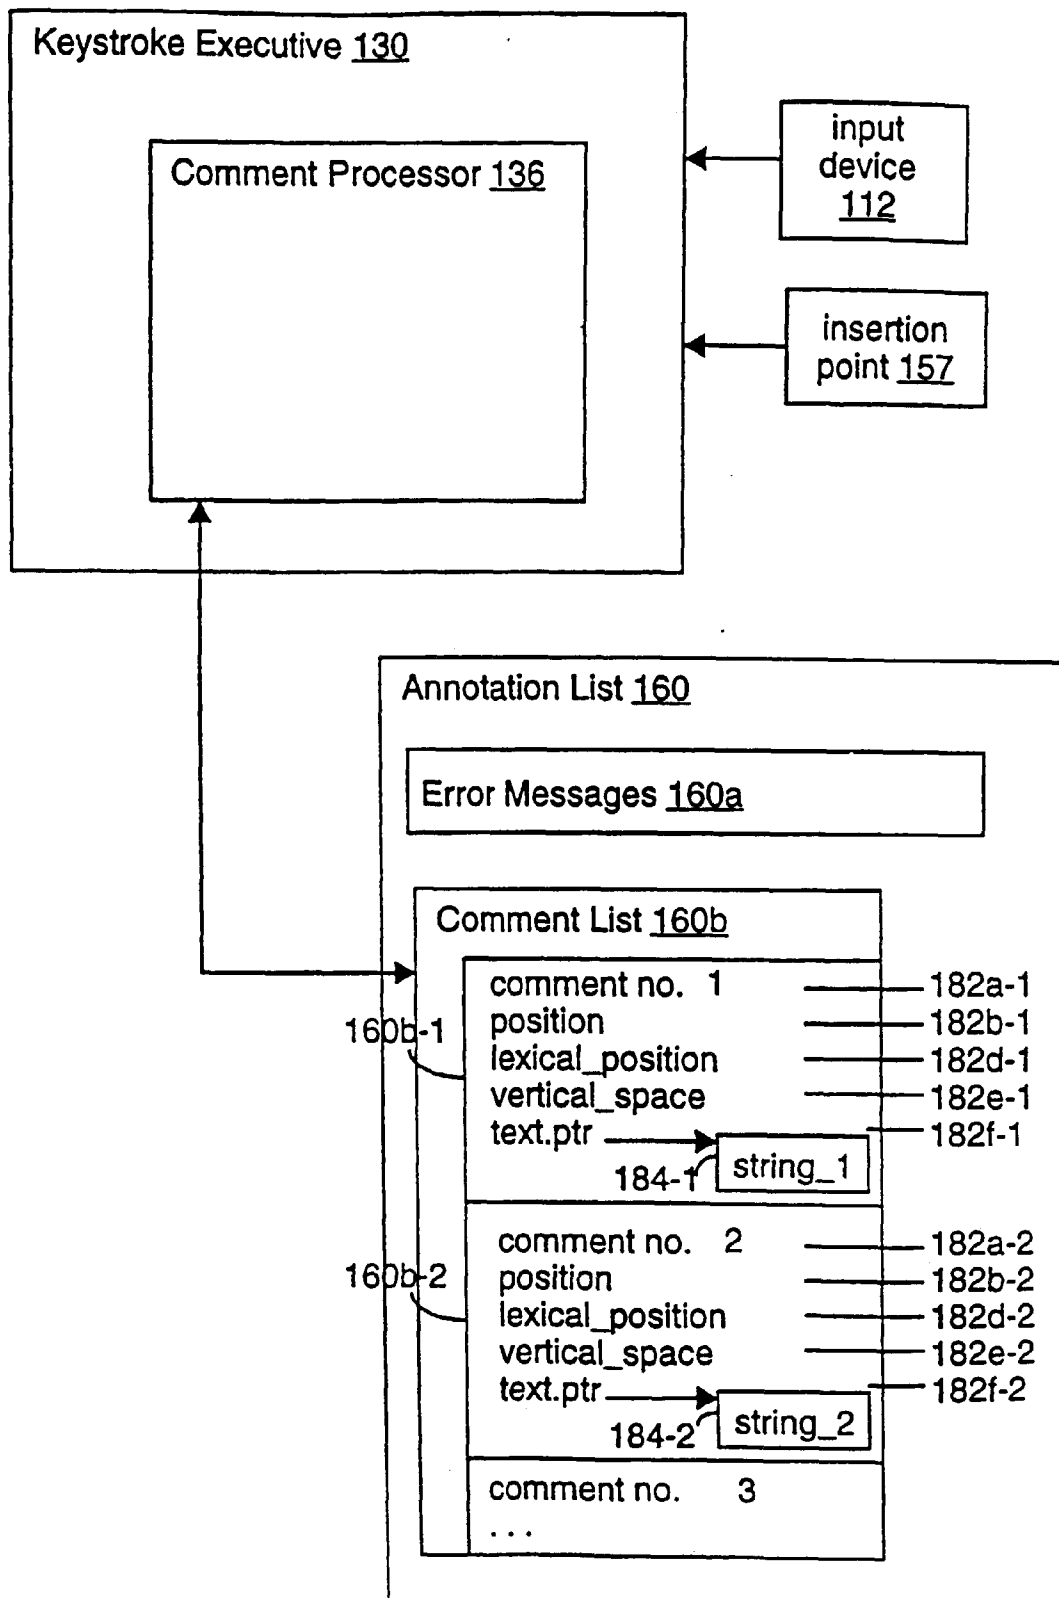 Keystroke Executive 130
Comment Processor 136
input
device
112
insertion
point 157
Annotation List 160
Error Messages 160a
Comment List 160b
160b-1
comment no. 1
182a-1
position
182b-1
lexical_position
182d-1
vertical_space
182e-1
text.ptr
182f-1
184-1
string_1
160b-2
comment no. 2
182a-2
position
182b-2
lexical_position
182d-2
vertical_space
182e-2
text.ptr
182f-2
184-2
string_2
comment no. 3
. . .